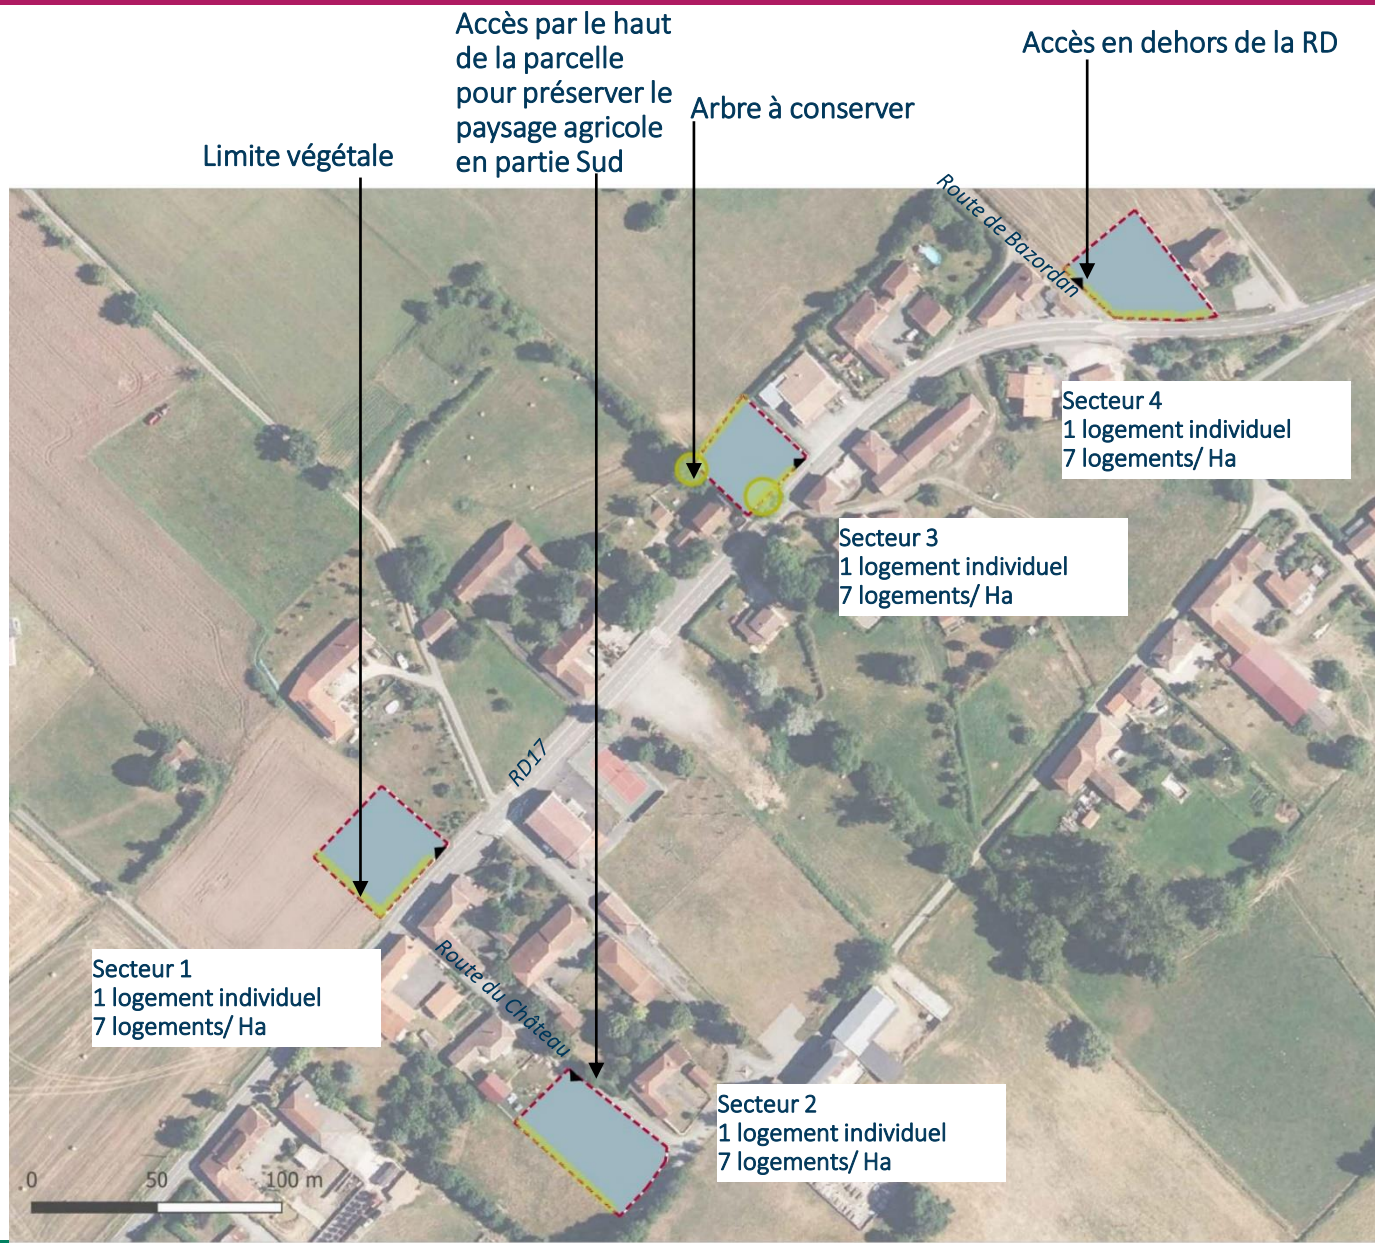 Accès par le haut
de la parcelle
pour préserver le
paysage agricole
en partie Sud
Accès en dehors de la RD
Arbre à conserver
Limite végétale
Route de Bazordan
Secteur 4
1 logement individuel
7 logements/ Ha
Secteur 3
1 logement individuel
7 logements/ Ha
RD17
Secteur 1
1 logement individuel
7 logements/ Ha
Route du Château
Secteur 2
1 logement individuel
7 logements/ Ha
0 50 100 m